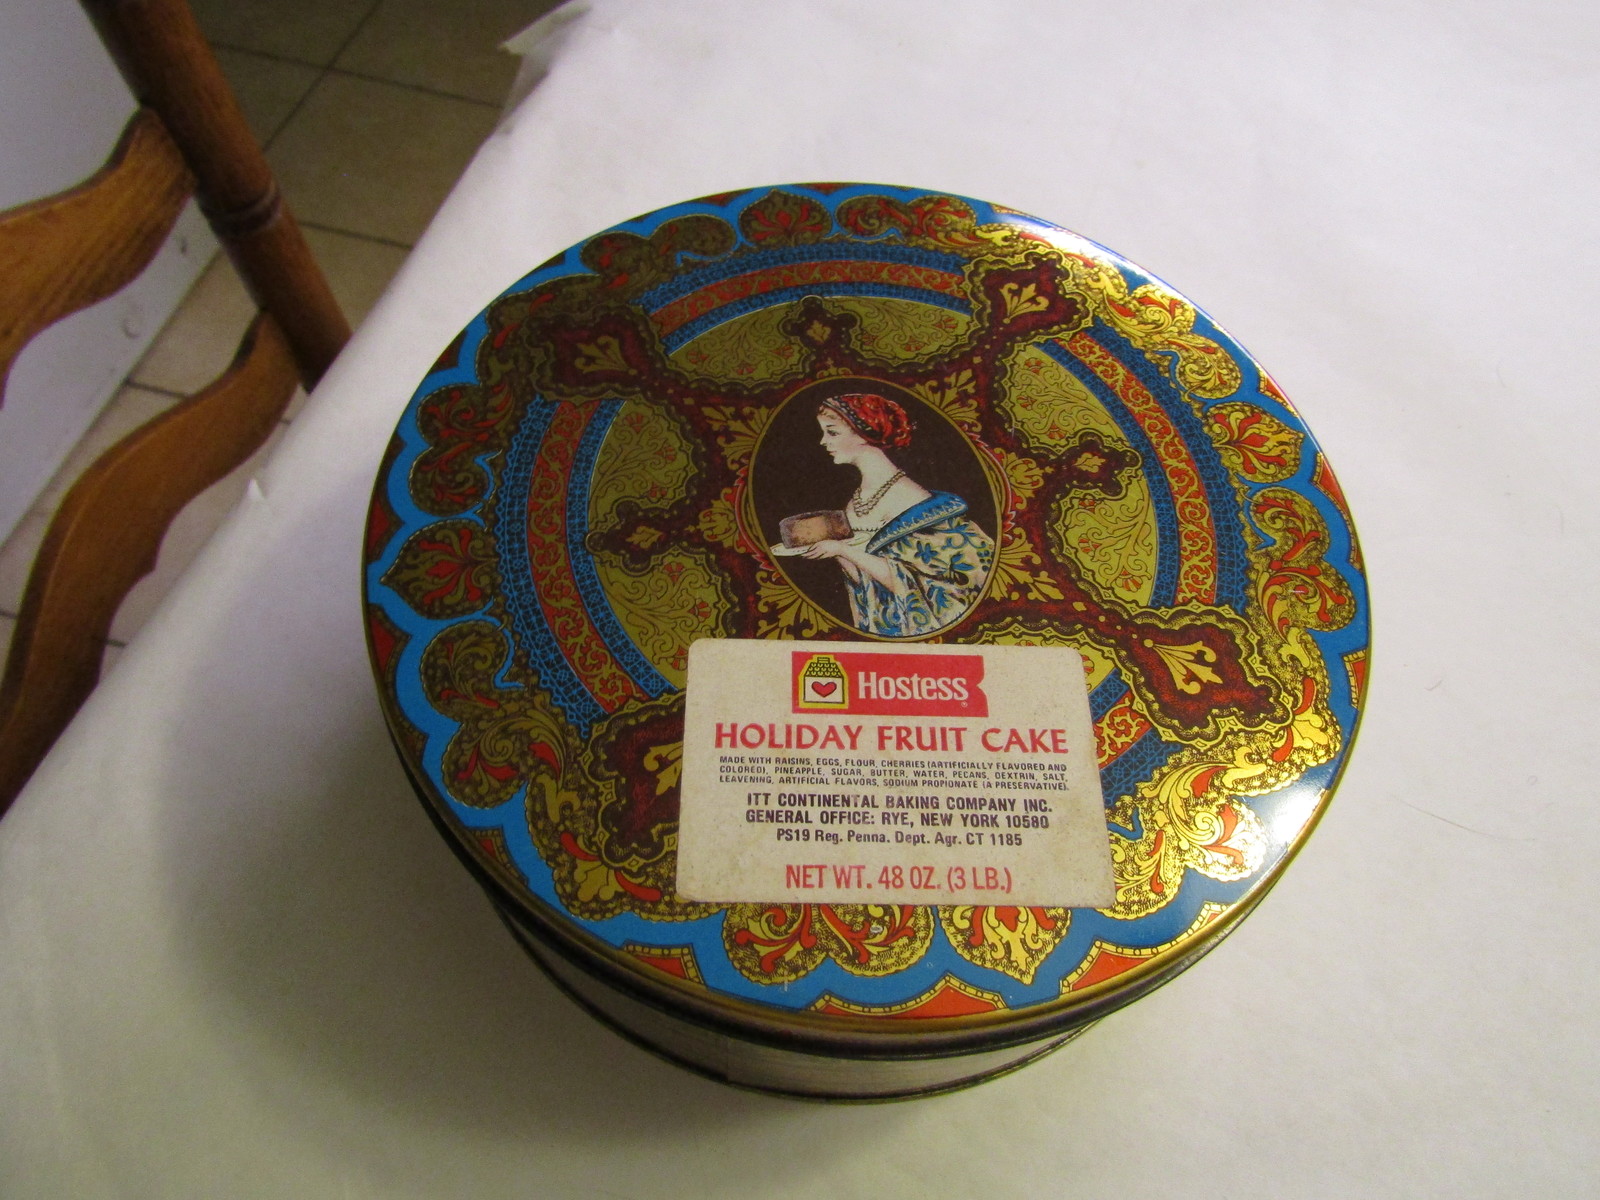 Hostess
HOLIDAY FRUIT CAKE
MADE WITH RAISINS, EGGS, FLOUR, CHERRIES (ARTIFICIALLY FLAVORED AND
COLORED), PINEAPPLE, SUGAR, BUTTER, WATER, PECANS, DEXTRIN, SALT,
LEAVENING, ARTIFICIAL FLAVORS, SODIUM PROPIONATE (A PRESERVATIVE).
ITT CONTINENTAL BAKING COMPANY INC.
GENERAL OFFICE: RYE, NEW YORK 10580
PS19 Reg. Penna. Dept. Agr. CT 1185
NET WT. 48 OZ. (3 LB.)